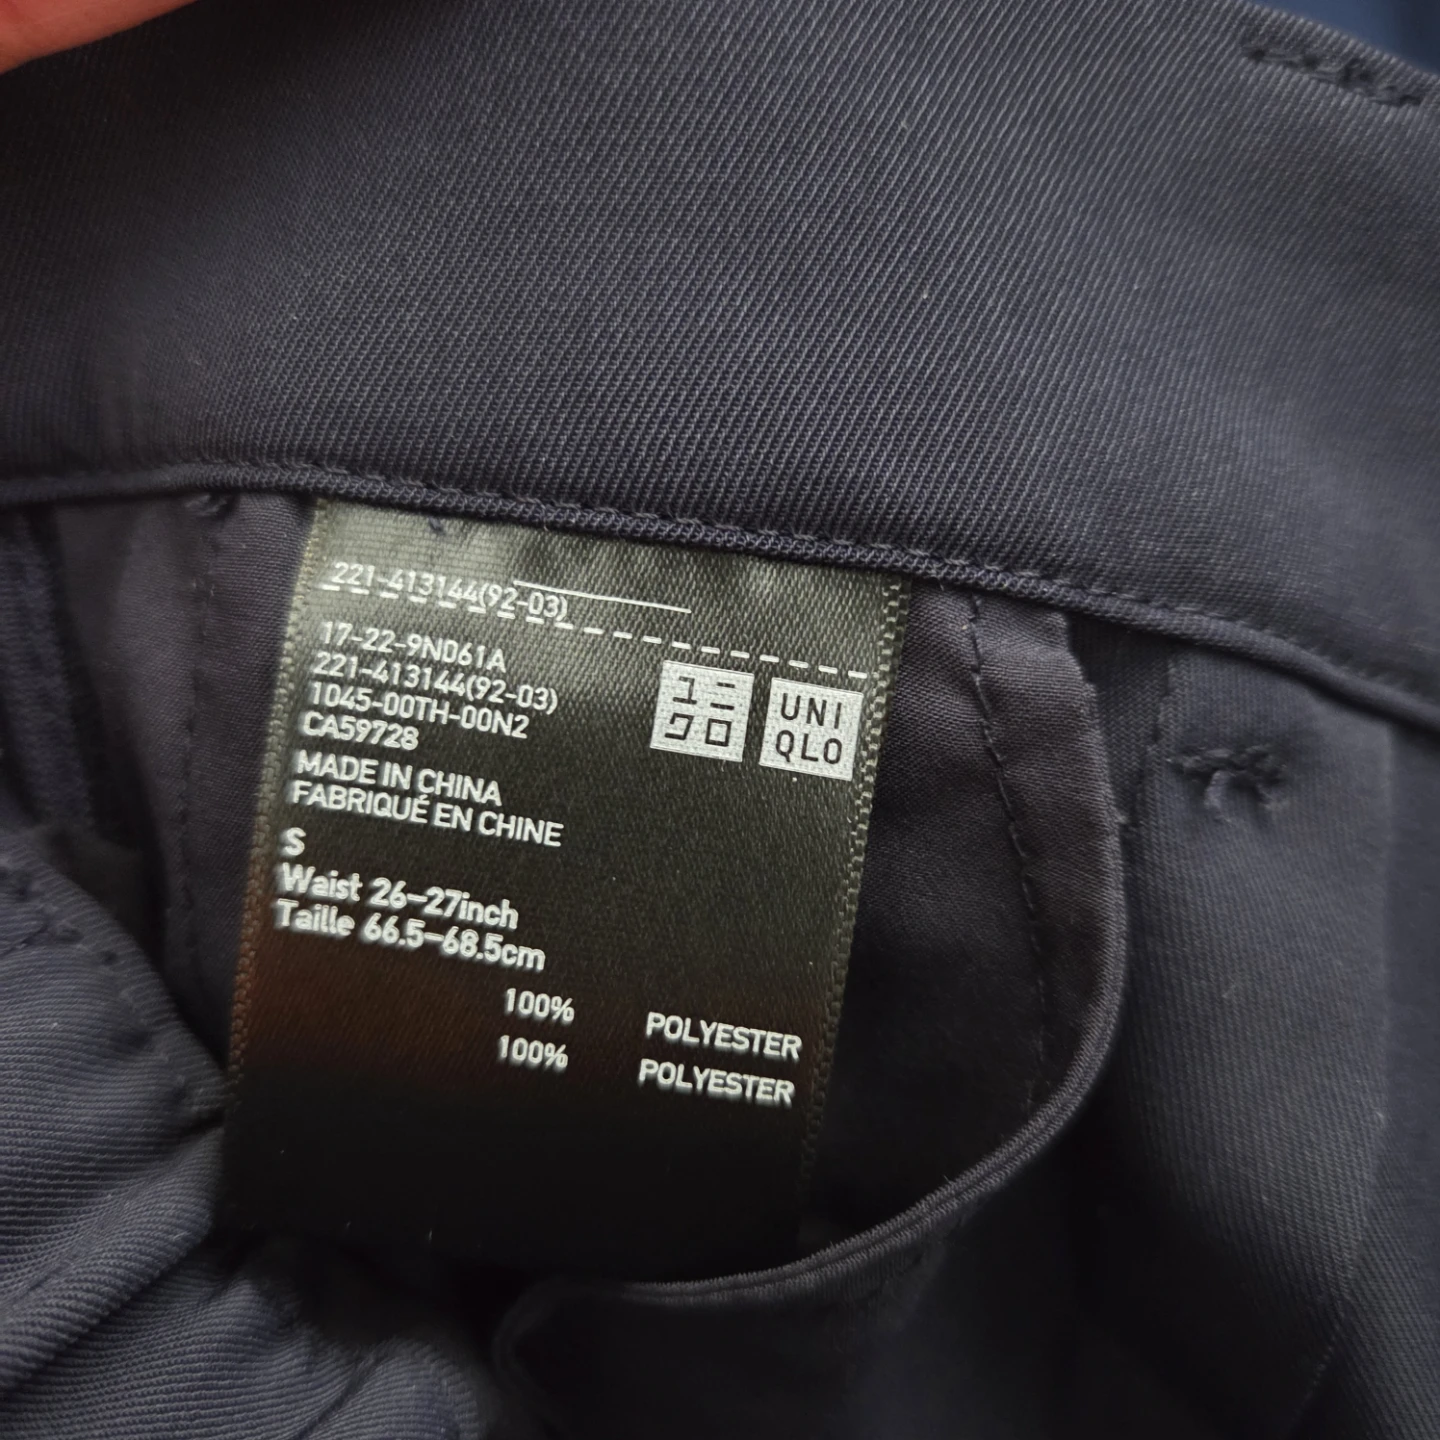 221-413144(92-03)
17-22-9N061A
221-413144(92-03)
1045-00TH-00N2
CA59728
MADE IN CHINA
FABRIQUÉ EN CHINE
S
Waist 26-27inch
Taille 66.5-68.5cm
100% POLYESTER
100% POLYESTER
ユニ
クロ
UNI
QLO